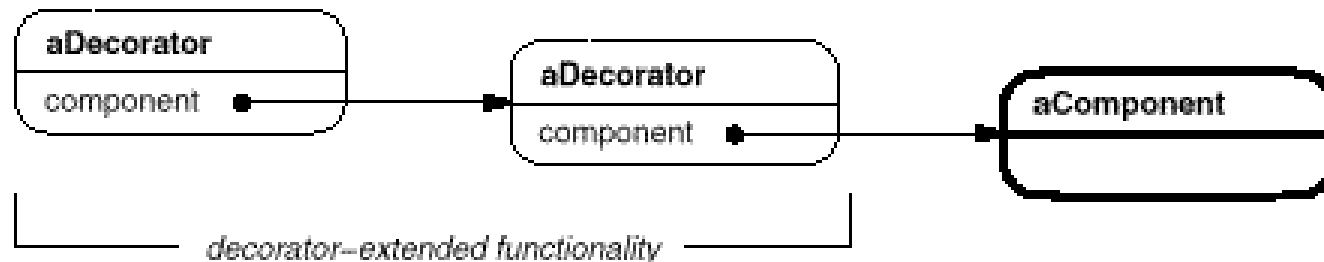 aDecorator
component
aDecorator
component
aComponent
decorator–extended functionality